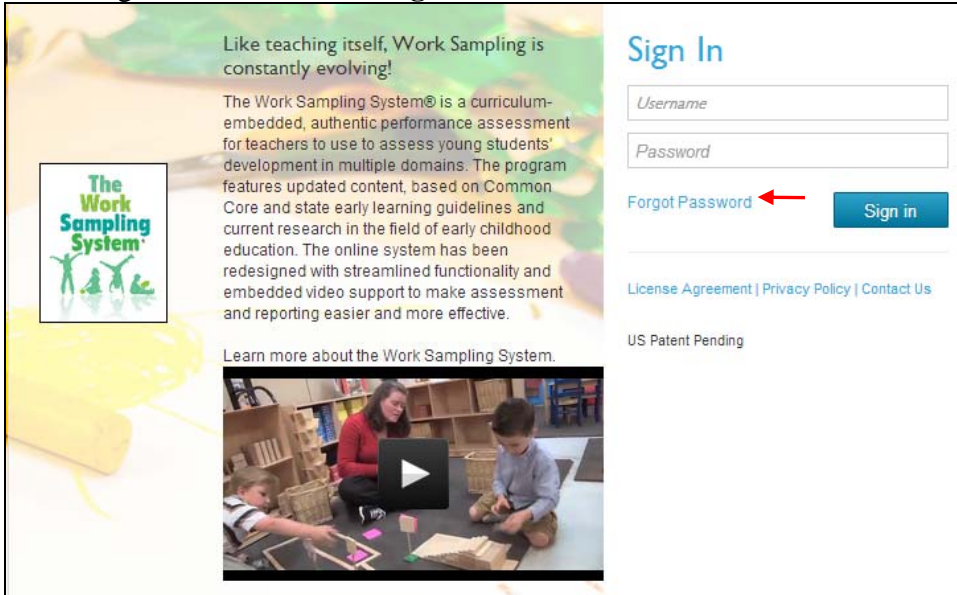 Like teaching itself, Work Sampling is
constantly evolving!
The Work Sampling System® is a curriculum-
embedded, authentic performance assessment
for teachers to use to assess young students'
development in multiple domains. The program
features updated content, based on Common
Core and state early learning guidelines and
current research in the field of early childhood
education. The online system has been
redesigned with streamlined functionality and
embedded video support to make assessment
and reporting easier and more effective.
Learn more about the Work Sampling System.
The
Work
Sampling
System
Sign In
Username
Password
Forgot Password
Sign in
License Agreement | Privacy Policy | Contact Us
US Patent Pending